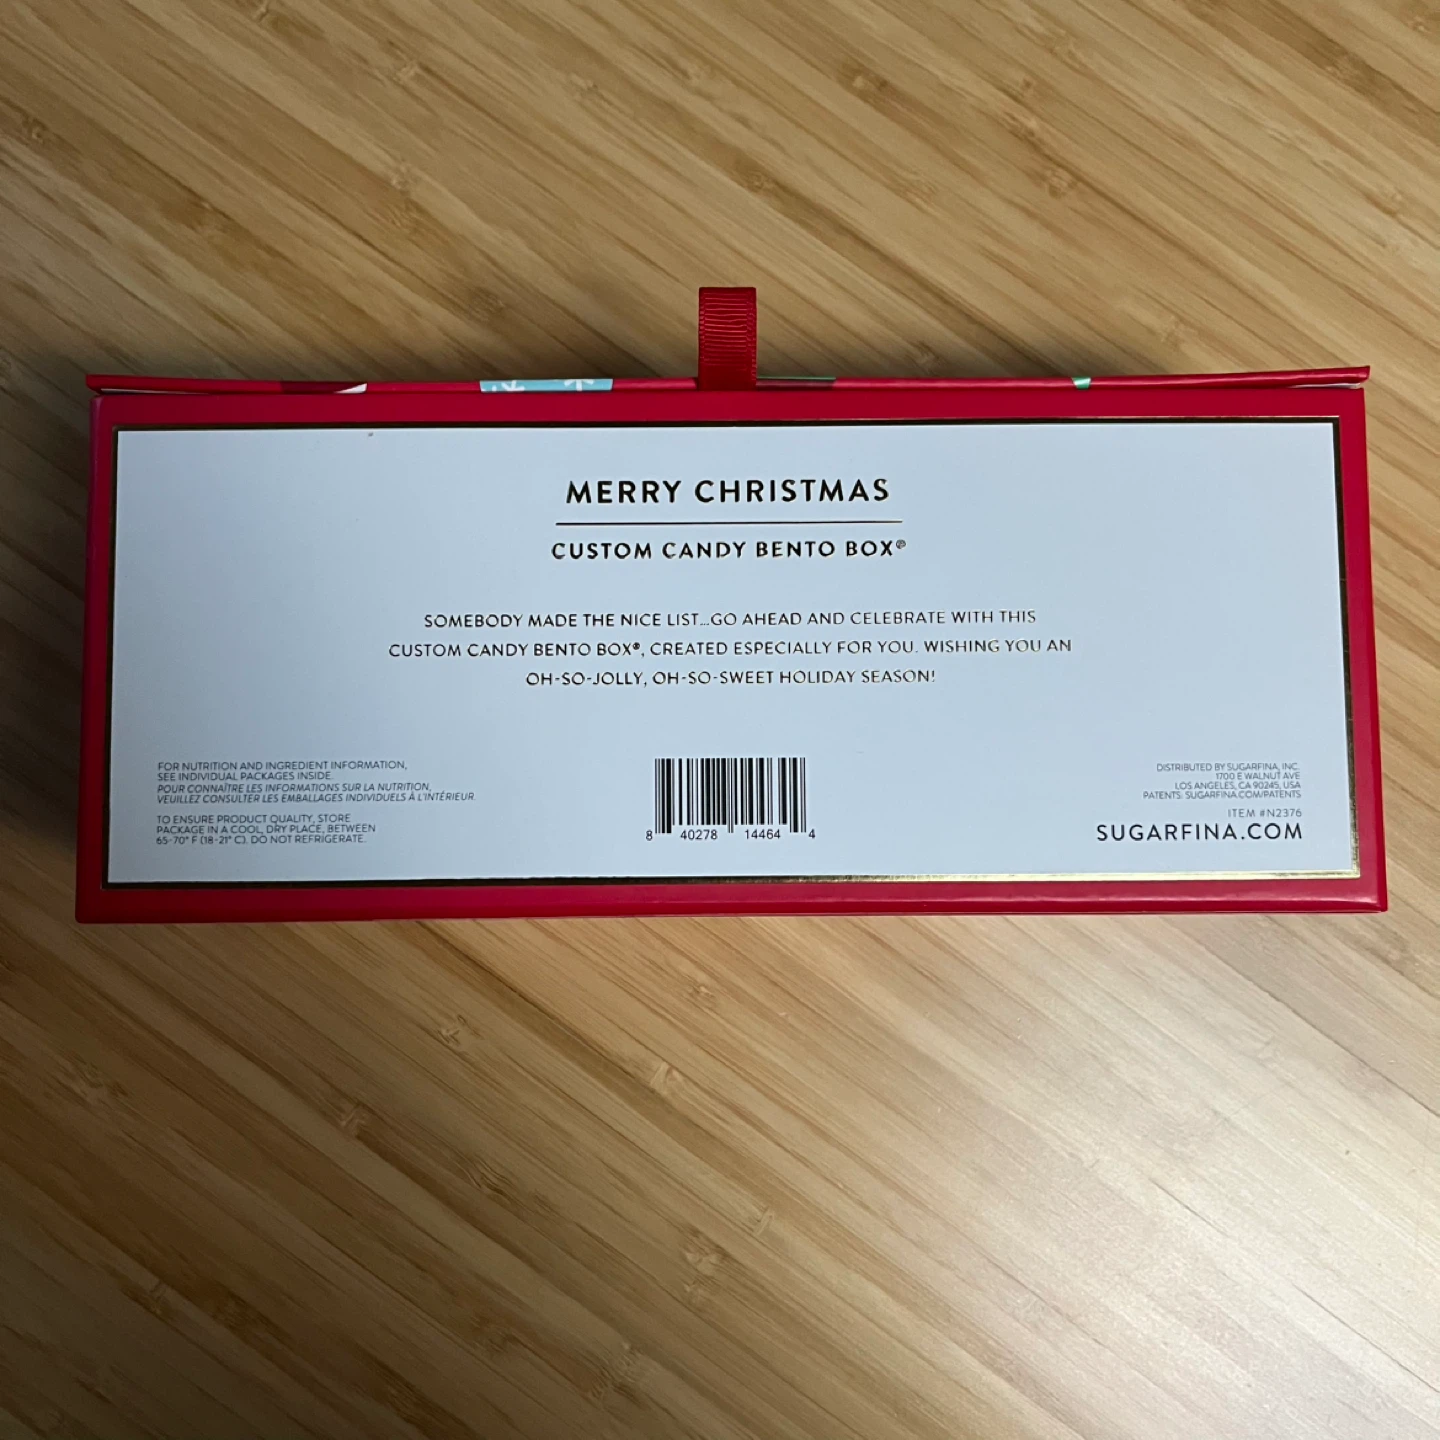 MERRY CHRISTMAS
CUSTOM CANDY BENTO BOX®
SOMEBODY MADE THE NICE LIST...GO AHEAD AND CELEBRATE WITH THIS
CUSTOM CANDY BENTO BOX®, CREATED ESPECIALLY FOR YOU. WISHING YOU AN
OH-SO-JOLLY, OH-SO-SWEET HOLIDAY SEASON!
FOR NUTRITION AND INGREDIENT INFORMATION,
SEE INDIVIDUAL PACKAGES INSIDE.
POUR CONNAÎTRE LES INFORMATIONS SUR LA NUTRITION,
VEUILLEZ CONSULTER LES EMBALLAGES INDIVIDUELS À L'INTÉRIEUR.
TO ENSURE PRODUCT QUALITY, STORE
PACKAGE IN A COOL, DRY PLACE, BETWEEN
65-70° F (18-21° C). DO NOT REFRIGERATE.
8 40278 14464 4
DISTRIBUTED BY SUGARFINA, INC.
1700 E WALNUT AVE
LOS ANGELES, CA 90245, USA
PATENTS: SUGARFINA.COM/PATENTS
ITEM #N2376
SUGARFINA.COM